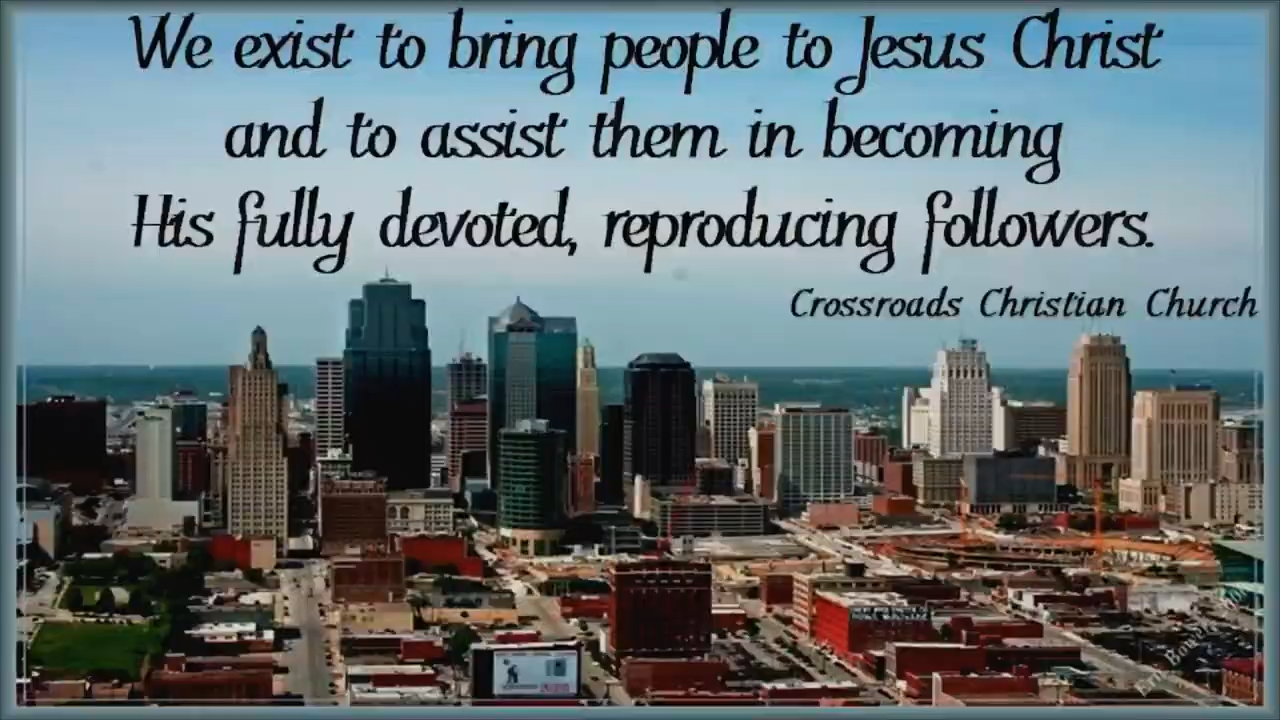 We exist to bring people to Jesus Christ
and to assist them in becoming
His fully devoted, reproducing followers.
Crossroads Christian Church